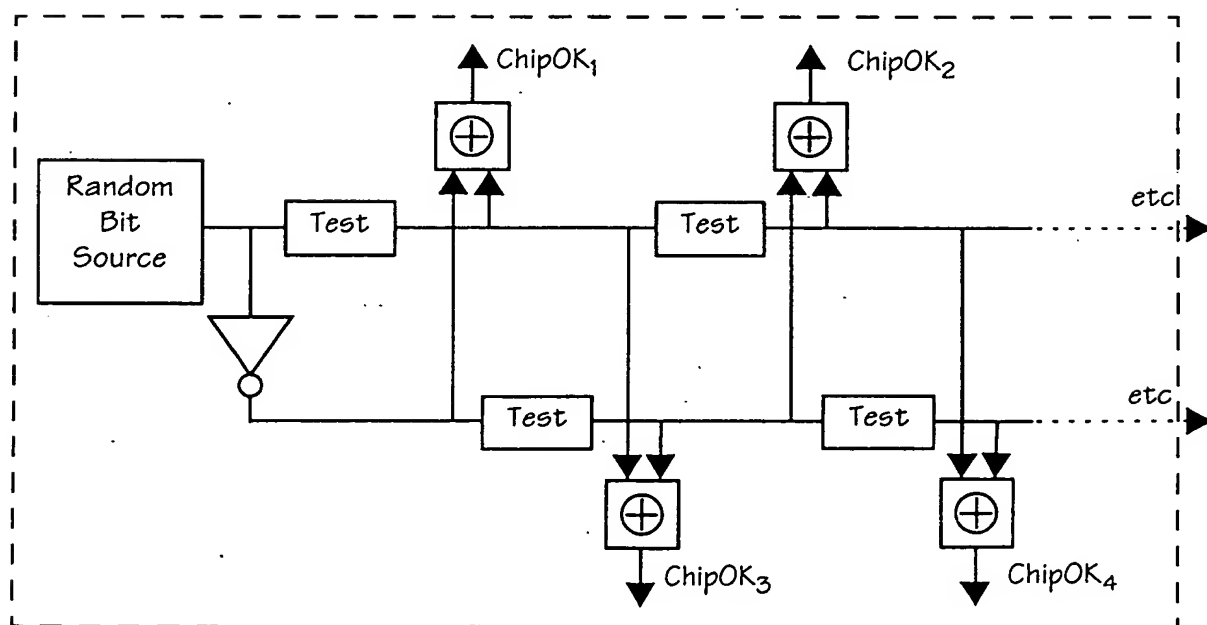 ChipOK₁
ChipOK₂
Random
Bit
Source
Test
Test
etc
Test
Test
etc
ChipOK₃
ChipOK₄